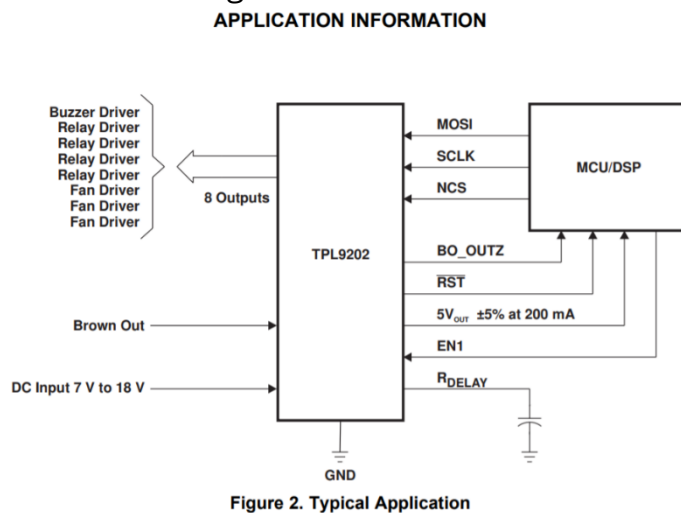 APPLICATION INFORMATION
Buzzer Driver
Relay Driver
Relay Driver
Relay Driver
Relay Driver
Fan Driver
Fan Driver
Fan Driver
8 Outputs
Brown Out
DC Input 7 V to 18 V
TPL9202
GND
MOSI
SCLK
NCS
BO_OUTZ
RST
5VOUT ±5% at 200 mA
EN1
RDELAY
MCU/DSP
Figure 2. Typical Application